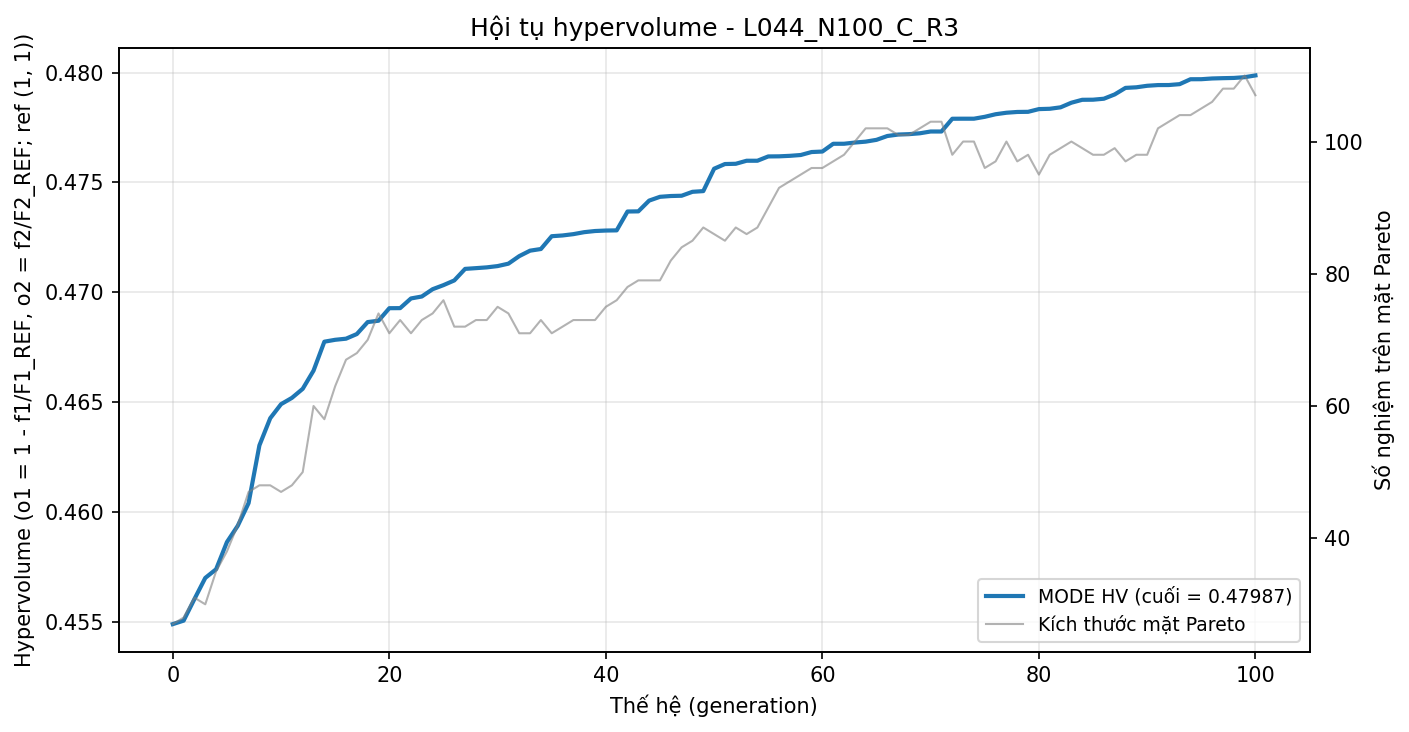 Hội tụ hypervolume - L044_N100_C_R3
Hypervolume (o1 = 1 - f1/F1_REF, o2 = f2/F2_REF; ref (1, 1))
0.480
0.475
0.470
0.465
0.460
0.455
0
20
40
60
80
100
Thế hệ (generation)
100
80
60
40
Số nghiệm trên mặt Pareto
MODE HV (cuối = 0.47987)
Kích thước mặt Pareto